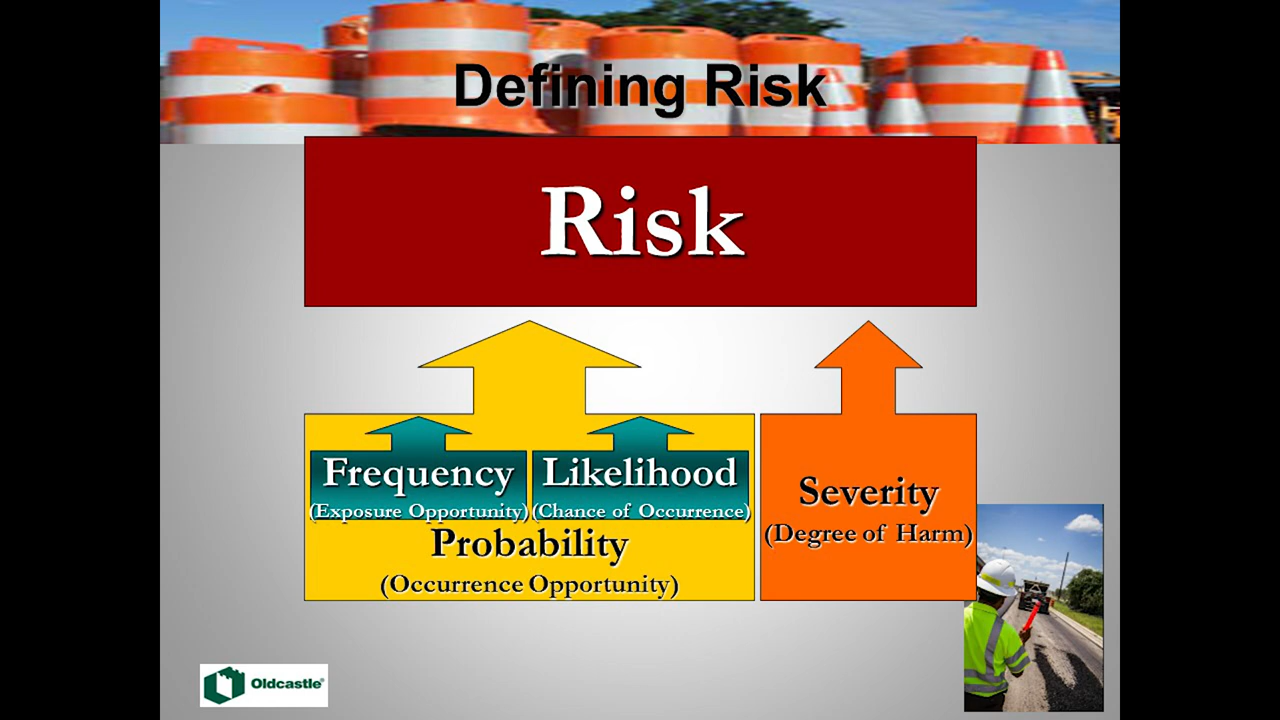 Defining Risk
Risk
Frequency
(Exposure Opportunity)
Likelihood
(Chance of Occurrence)
Probability
(Occurrence Opportunity)
Severity
(Degree of Harm)
Oldcastle®